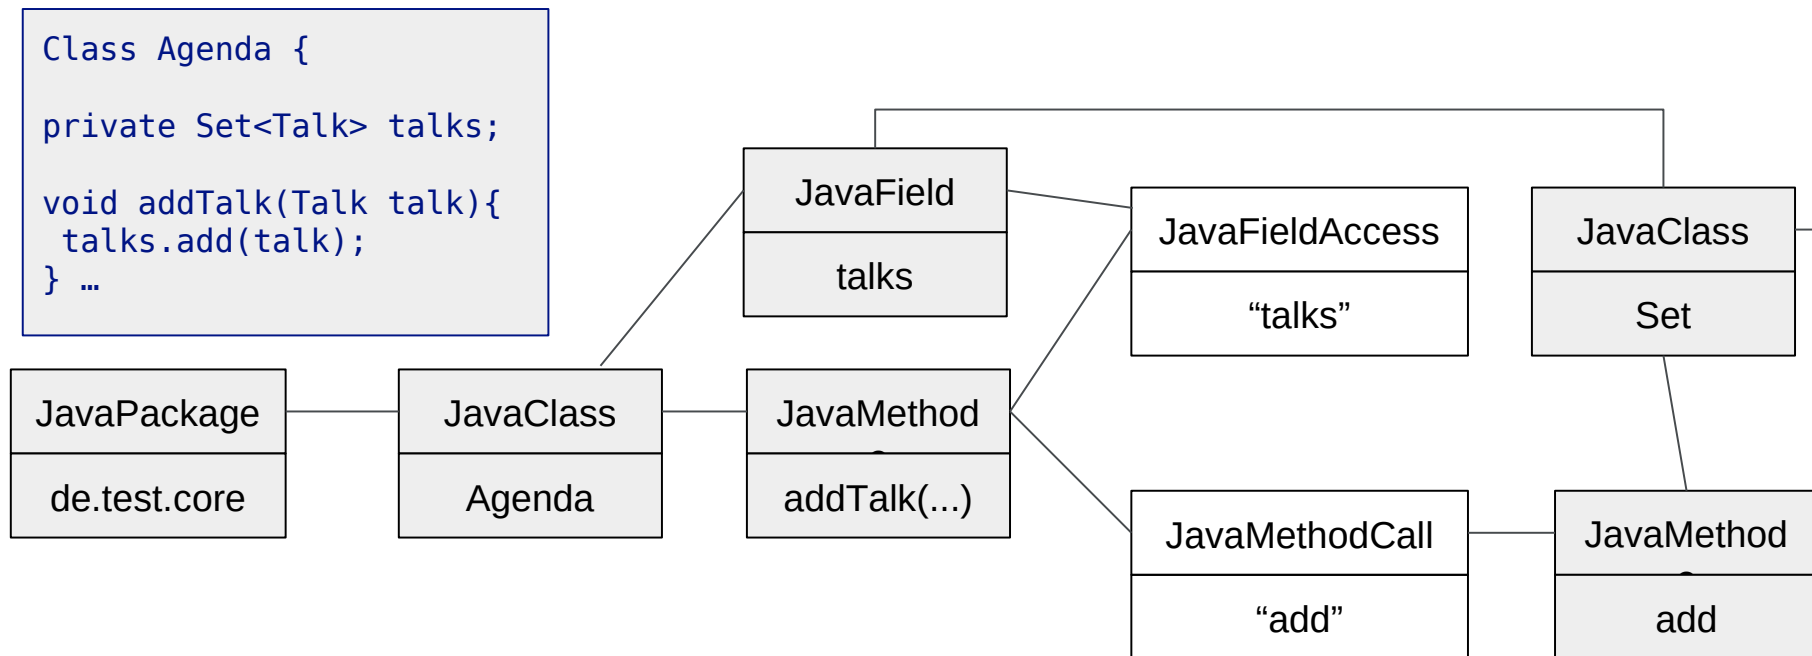 Class Agenda {
private Set<Talk> talks;
void addTalk(Talk talk){
talks.add(talk);
} …
JavaField
talks
JavaFieldAccess
“talks”
JavaClass
Set
JavaPackage
de.test.core
JavaClass
Agenda
JavaMethod
addTalk(...)
JavaMethodCall
“add”
JavaMethod
add